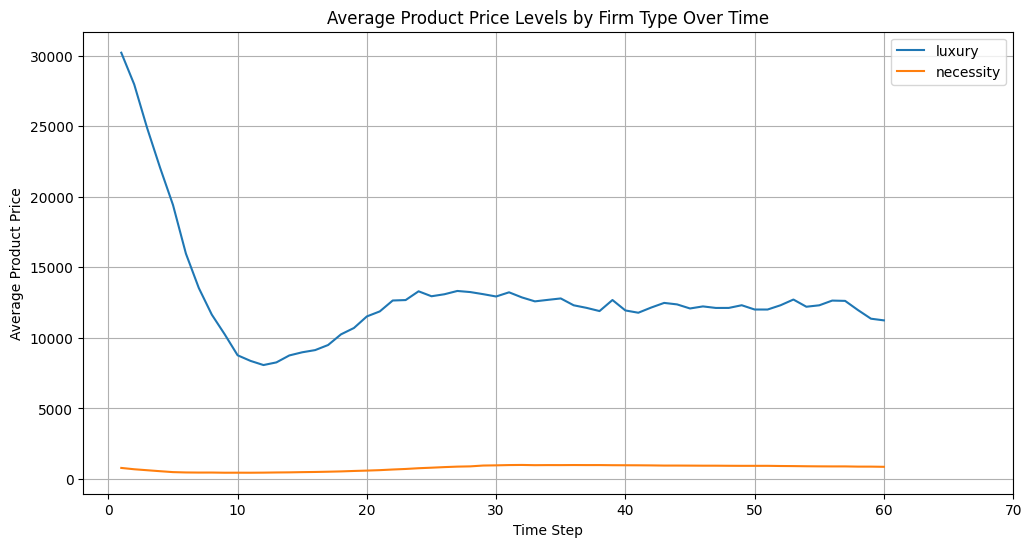 Average Product Price Levels by Firm Type Over Time
luxury
necessity
Average Product Price
30000
25000
20000
15000
10000
5000
0
0 10 20 30 40 50 60 70
Time Step